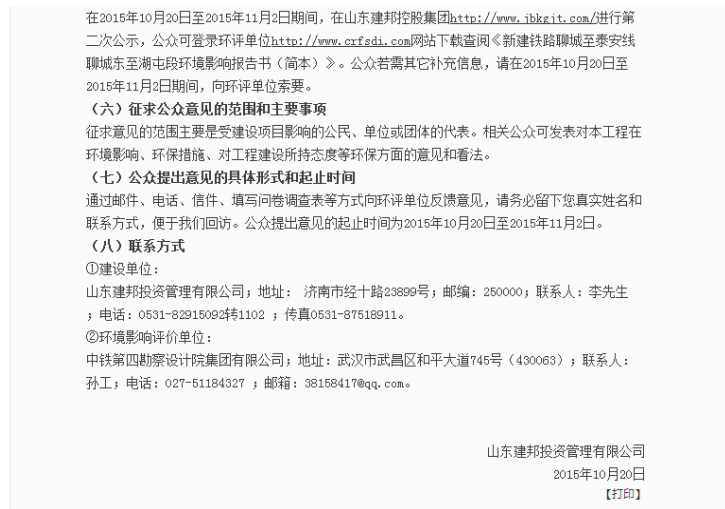 在2015年10月20日至2015年11月2日期间，在山东建邦控股集团http://www.jbkgjt.com/进行第
二次公示，公众可登录环评单位http://www.crfsdi.com网站下载查阅《新建铁路聊城至泰安线
聊城东至湖屯段环境影响报告书（简本）》。公众若需其它补充信息，请在2015年10月20日至
2015年11月2日期间，向环评单位索要。
（六）征求公众意见的范围和主要事项
征求意见的范围主要是受建设项目影响的公民、单位或团体的代表。相关公众可发表对本工程在
环境影响、环保措施、对工程建设所持态度等环保方面的意见和看法。
（七）公众提出意见的具体形式和起止时间
通过邮件、电话、信件、填写问卷调查表等方式向环评单位反馈意见，请务必留下您真实姓名和
联系方式，便于我们回访。公众提出意见的起止时间为2015年10月20日至2015年11月2日。
（八）联系方式
①建设单位：
山东建邦投资管理有限公司；地址： 济南市经十路23899号；邮编：250000；联系人：李先生
；电话：0531-82915092转1102 ；传真0531-87518911。
②环境影响评价单位：
中铁第四勘察设计院集团有限公司；地址：武汉市武昌区和平大道745号（430063）；联系人：
孙工；电话：027-51184327 ；邮箱：38158417@qq.com。
山东建邦投资管理有限公司
2015年10月20日
【打印】